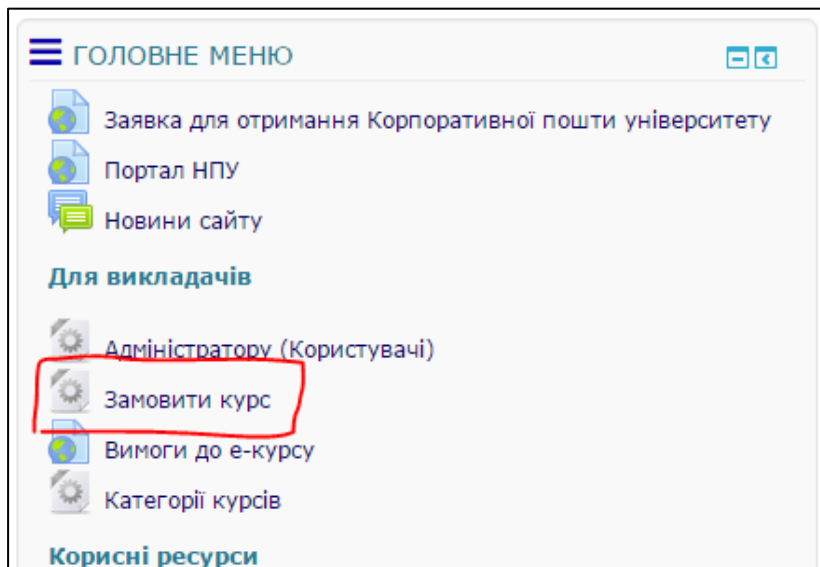 ГОЛОВНЕ МЕНЮ
Заявка для отримання Корпоративної пошти університету
Портал НПУ
Новини сайту
Для викладачів
Адміністратору (Користувачі)
Замовити курс
Вимоги до е-курсу
Категорії курсів
Корисні ресурси